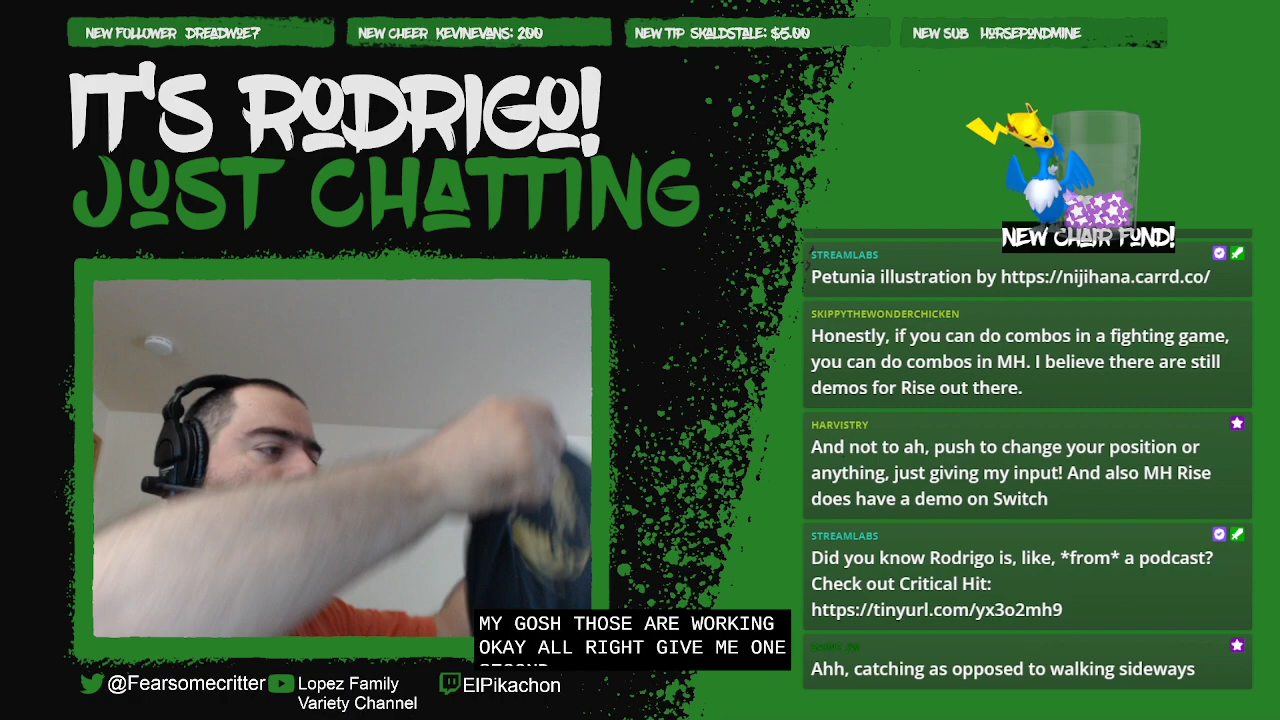 NEW FOLLOWER DREADWOE7
NEW CHEER KEVINEVANS: 200
NEW TIP SKALDSTALE: $5.00
NEW SUB HORSEPONDMINE
IT'S RODRIGO!
JUST CHATTING
NEW CHAIR FUND!
STREAMLABS
Petunia illustration by https://nijihana.carrd.co/
SKIPPYTHEWONDERCHICKEN
Honestly, if you can do combos in a fighting game,
you can do combos in MH. I believe there are still
demos for Rise out there.
HARVISTRY
And not to ah, push to change your position or
anything, just giving my input! And also MH Rise
does have a demo on Switch
STREAMLABS
Did you know Rodrigo is, like, *from* a podcast?
Check out Critical Hit:
https://tinyurl.com/yx3o2mh9
Ahh, catching as opposed to walking sideways
MY GOSH THOSE ARE WORKING
OKAY ALL RIGHT GIVE ME ONE
@Fearsomecritter
Lopez Family
Variety Channel
ElPikachon